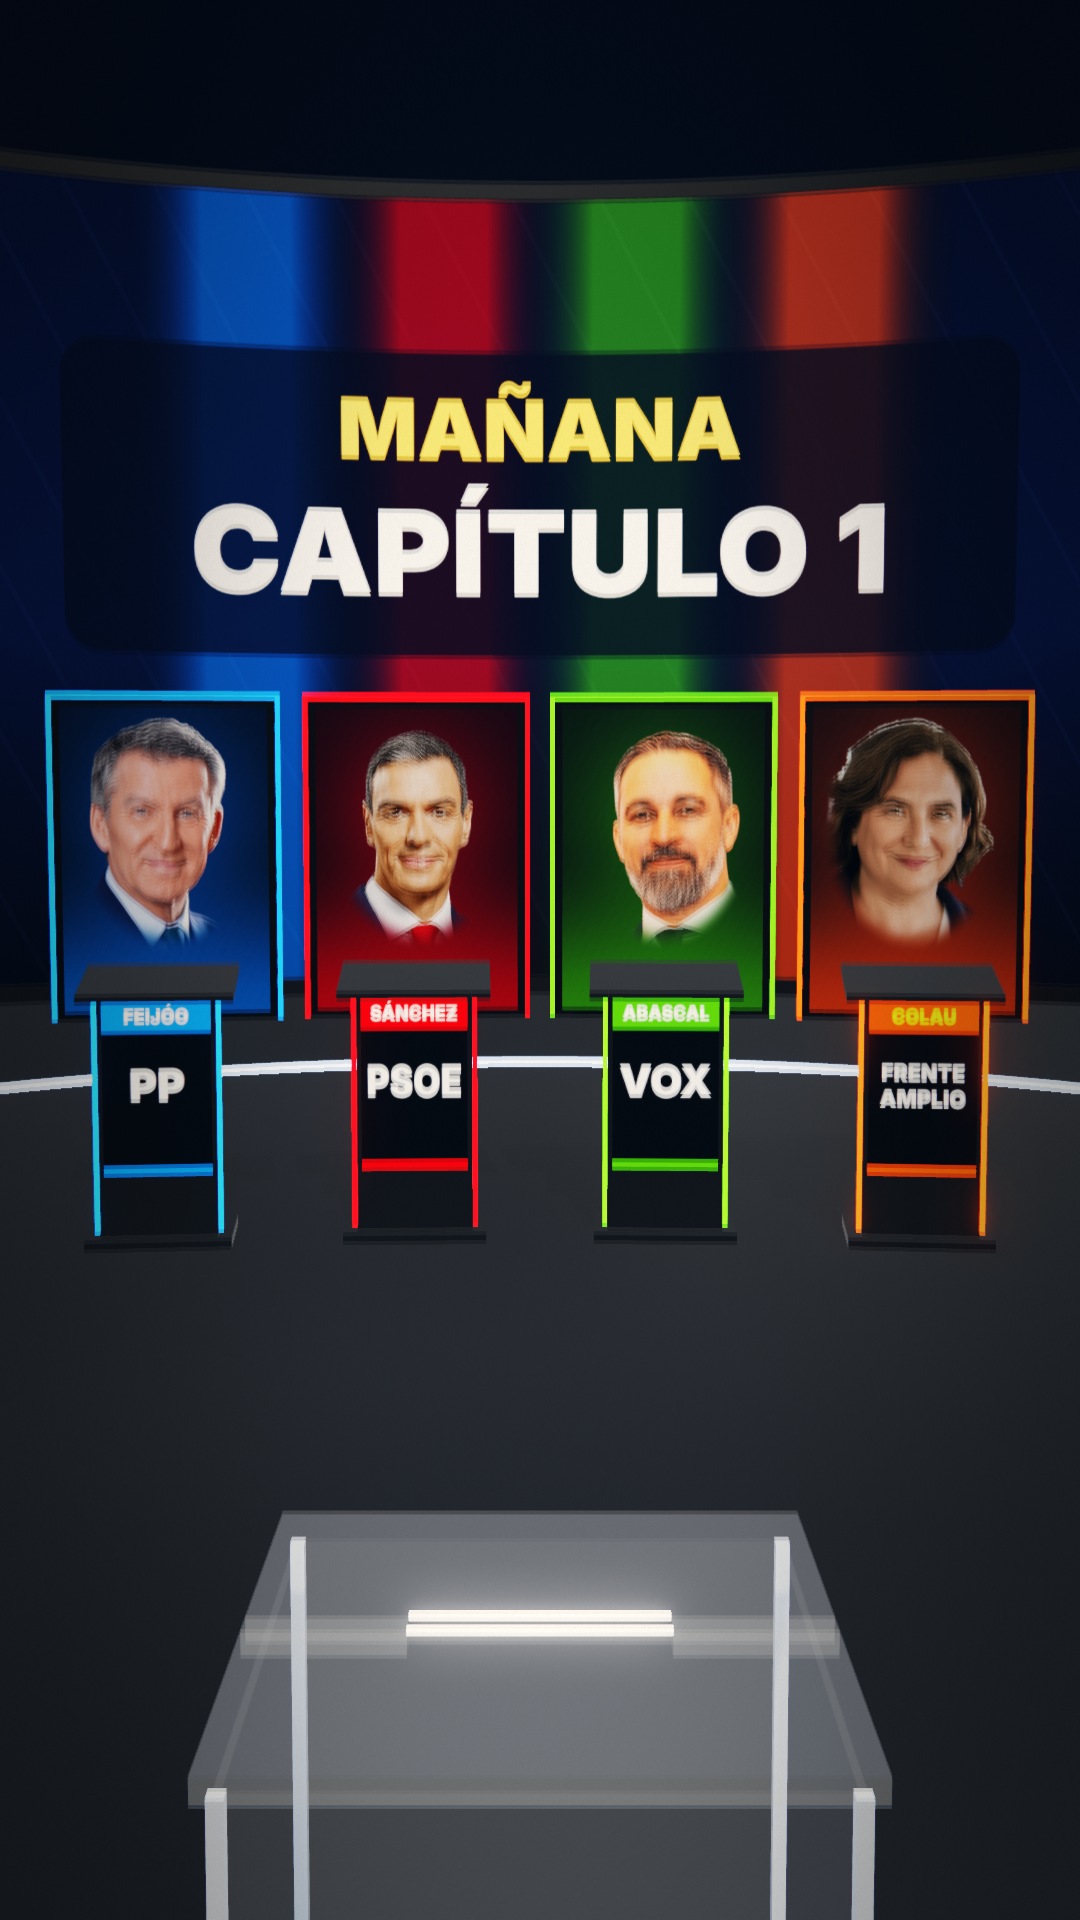 MAÑANA
CAPÍTULO 1
FEIJÓO
SÁNCHEZ
ABASCAL
COLAU
PP
PSOE
VOX
FRENTE
AMPLIO